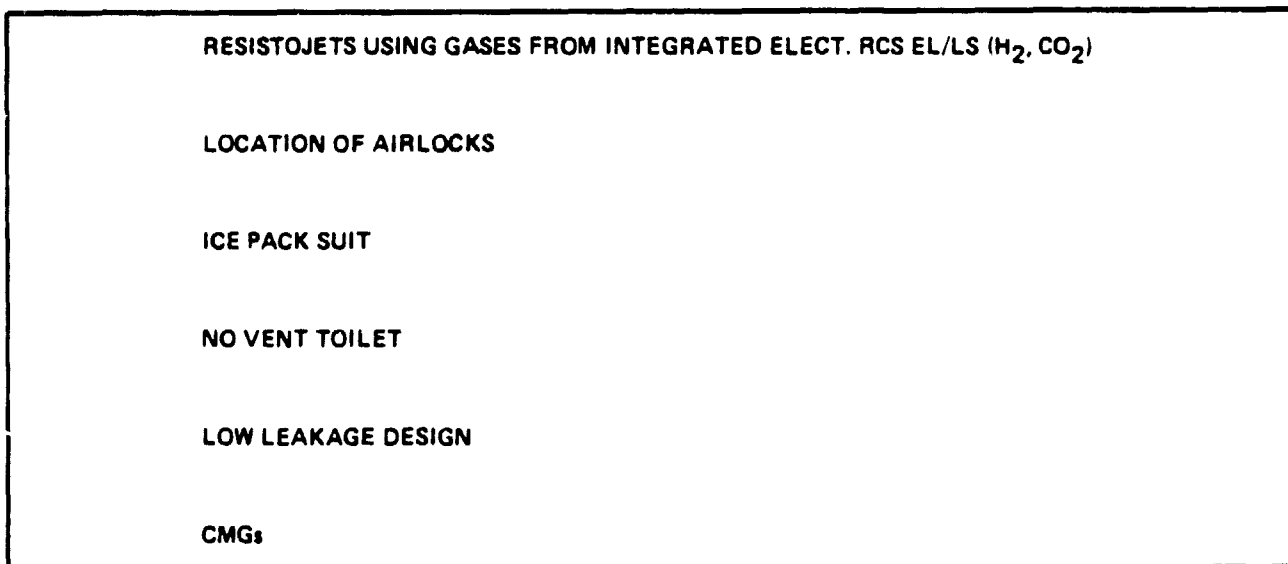 RESISTOJETS USING GASES FROM INTEGRATED ELECT. RCS EL/LS (H₂, CO₂)
LOCATION OF AIRLOCKS
ICE PACK SUIT
NO VENT TOILET
LOW LEAKAGE DESIGN
CMGs